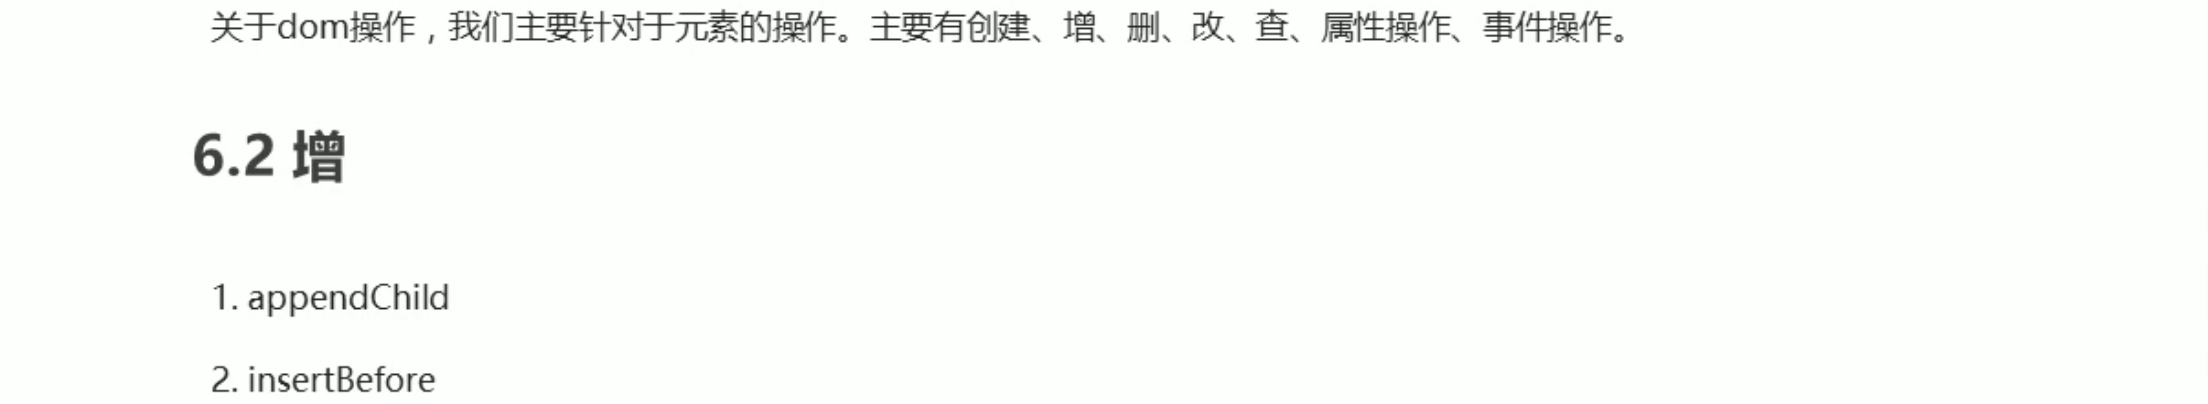 关于dom操作，我们主要针对于元素的操作。主要有创建、增、删、改、查、属性操作、事件操作。
6.2 增
1. appendChild
2. insertBefore